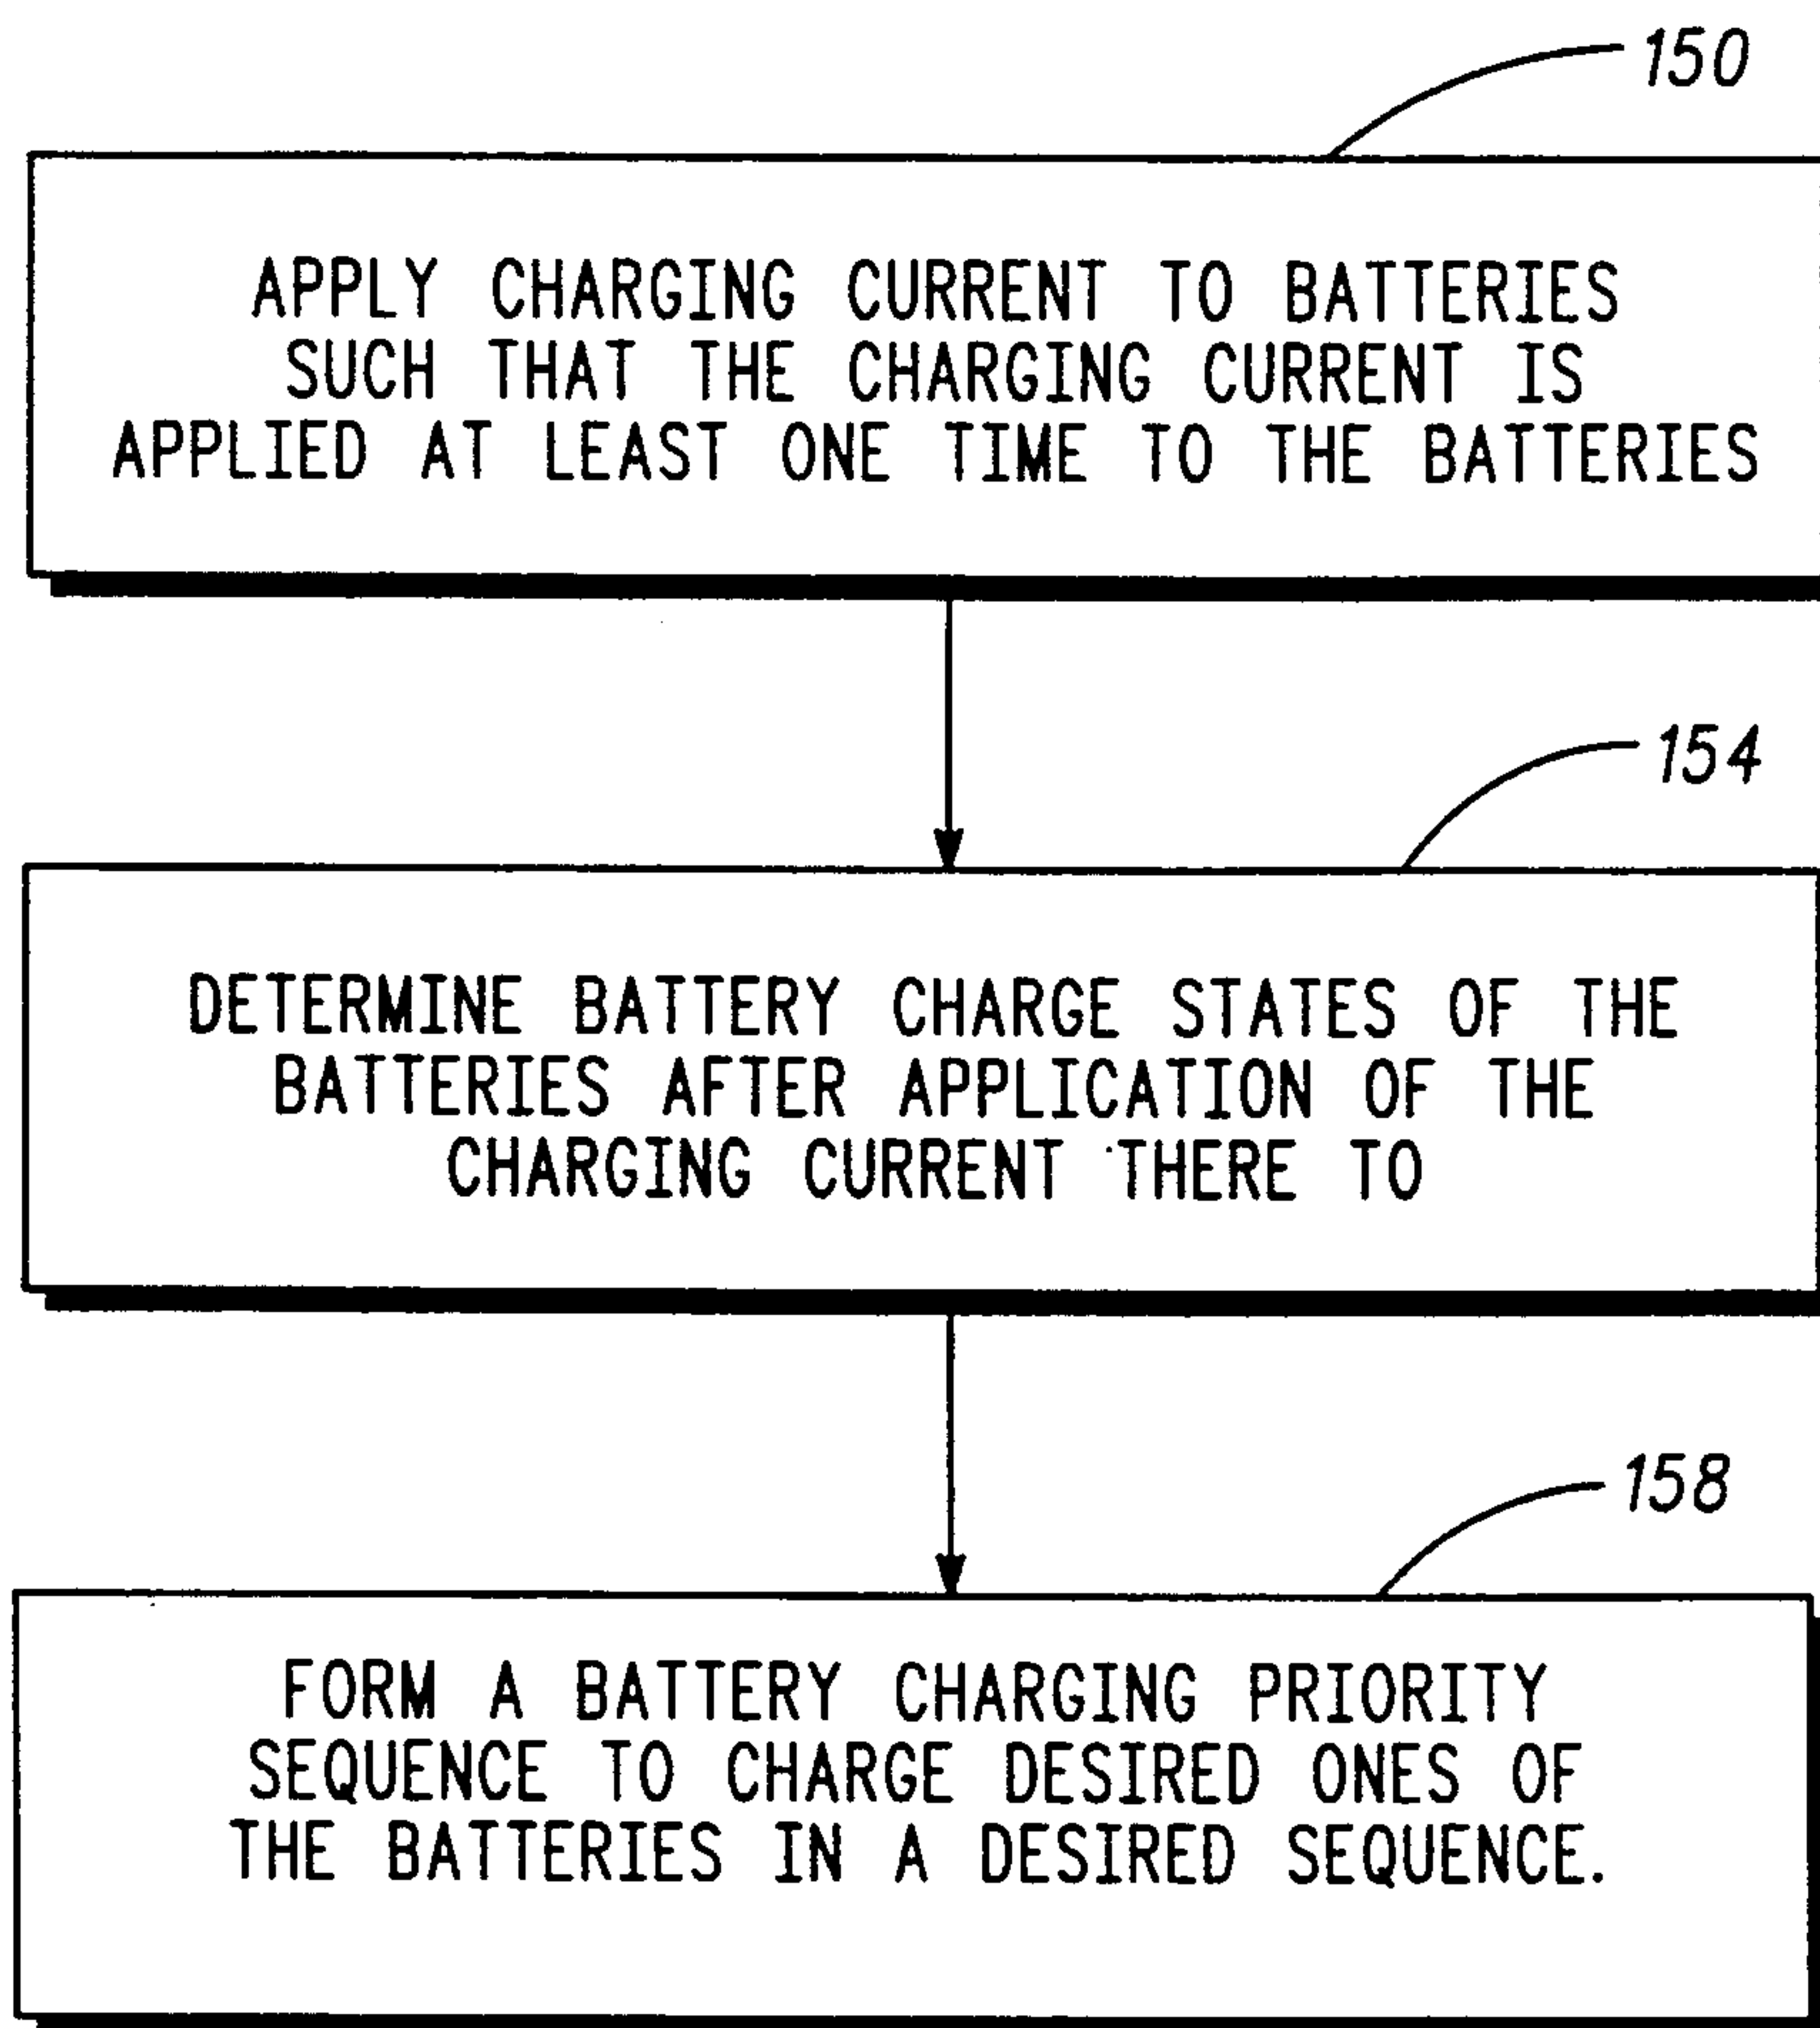 150
APPLY CHARGING CURRENT TO BATTERIES
SUCH THAT THE CHARGING CURRENT IS
APPLIED AT LEAST ONE TIME TO THE BATTERIES
154
DETERMINE BATTERY CHARGE STATES OF THE
BATTERIES AFTER APPLICATION OF THE
CHARGING CURRENT THERE TO
158
FORM A BATTERY CHARGING PRIORITY
SEQUENCE TO CHARGE DESIRED ONES OF
THE BATTERIES IN A DESIRED SEQUENCE.